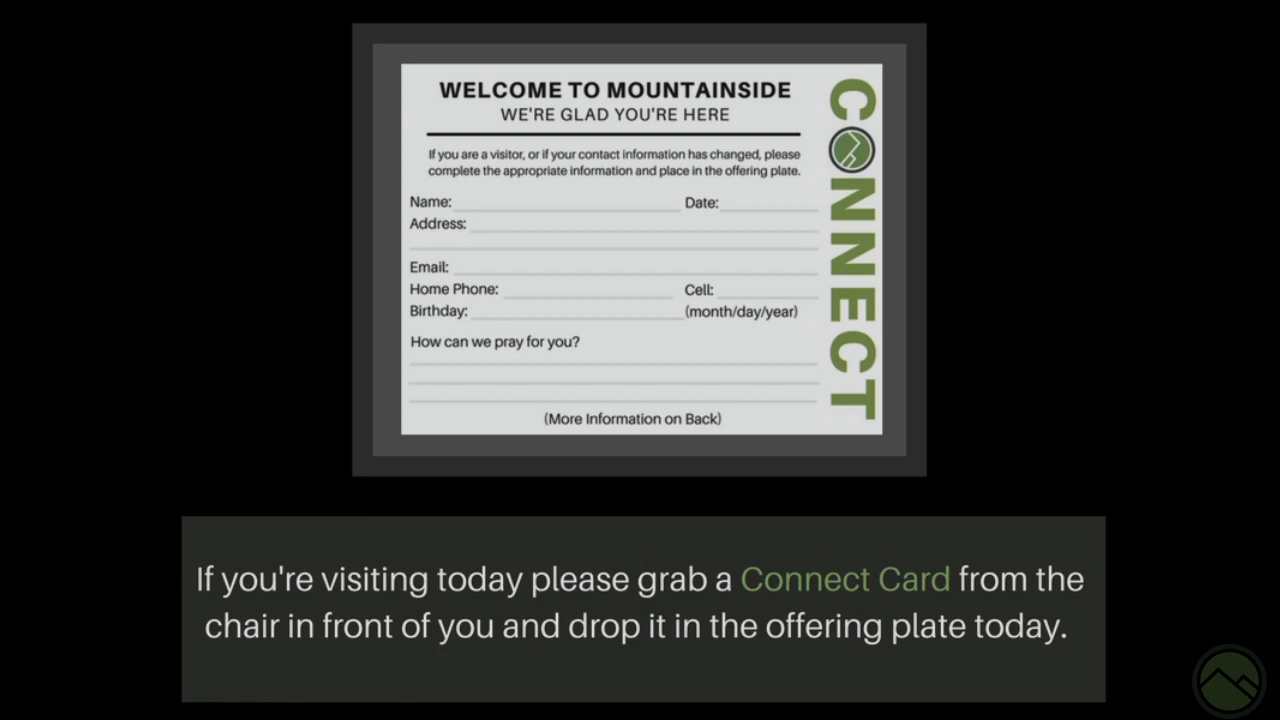 WELCOME TO MOUNTAINSIDE
WE'RE GLAD YOU'RE HERE
If you are a visitor, or if your contact information has changed, please
complete the appropriate information and place in the offering plate.
Name: Date:
Address:
Email:
Home Phone: Cell:
Birthday: (month/day/year)
How can we pray for you?
(More Information on Back)
CONNECT
If you're visiting today please grab a Connect Card from the
chair in front of you and drop it in the offering plate today.